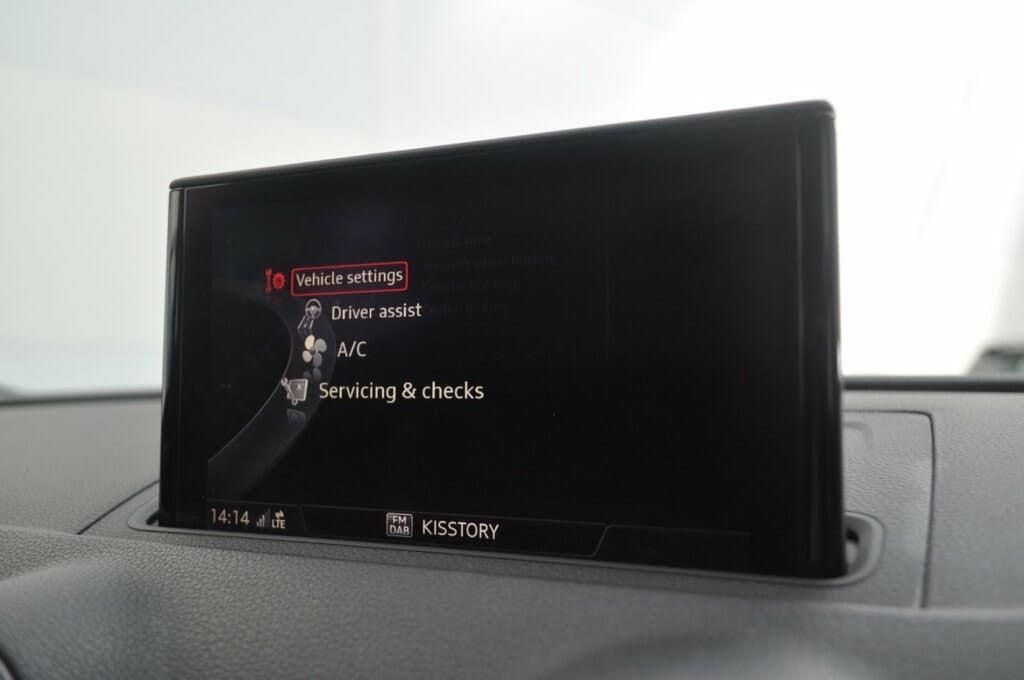 Vehicle settings
Driver assist
A/C
Servicing & checks
14:14 LTE
FM
DAB
KISSTORY